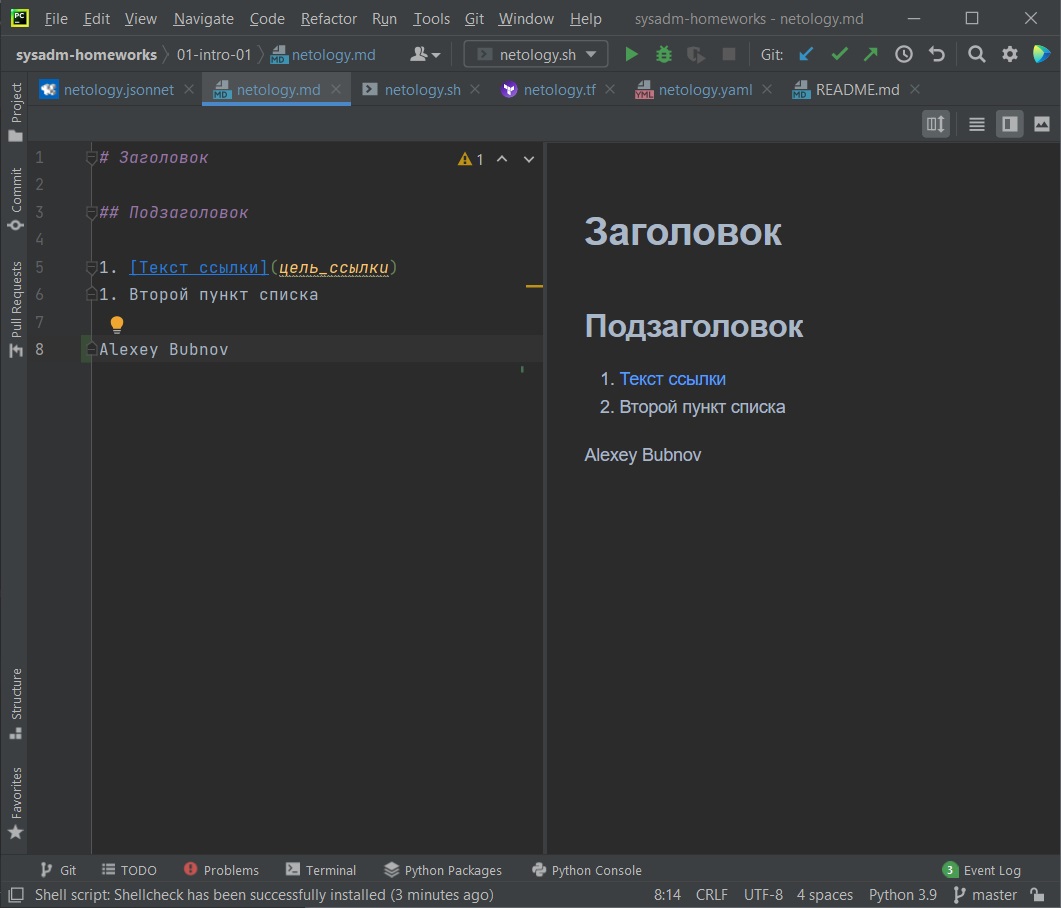 PC File Edit View Navigate Code Refactor Run Tools Git Window Help sysadm-homeworks - netology.md
sysadm-homeworks 01-intro-01 MD netology.md netology.sh Git:
netology.jsonnet MD netology.md netology.sh netology.tf YML netology.yaml MD README.md
Project
Commit
Pull Requests
Structure
Favorites
1 # Заголовок
1
2
3 ## Подзаголовок
4
5 1. [Текст ссылки](цель_ссылки)
6 1. Второй пункт списка
7
8 Alexey Bubnov
Заголовок
Подзаголовок
1. Текст ссылки
2. Второй пункт списка
Alexey Bubnov
Git TODO Problems Terminal Python Packages Python Console 3 Event Log
Shell script: Shellcheck has been successfully installed (3 minutes ago) 8:14 CRLF UTF-8 4 spaces Python 3.9 master